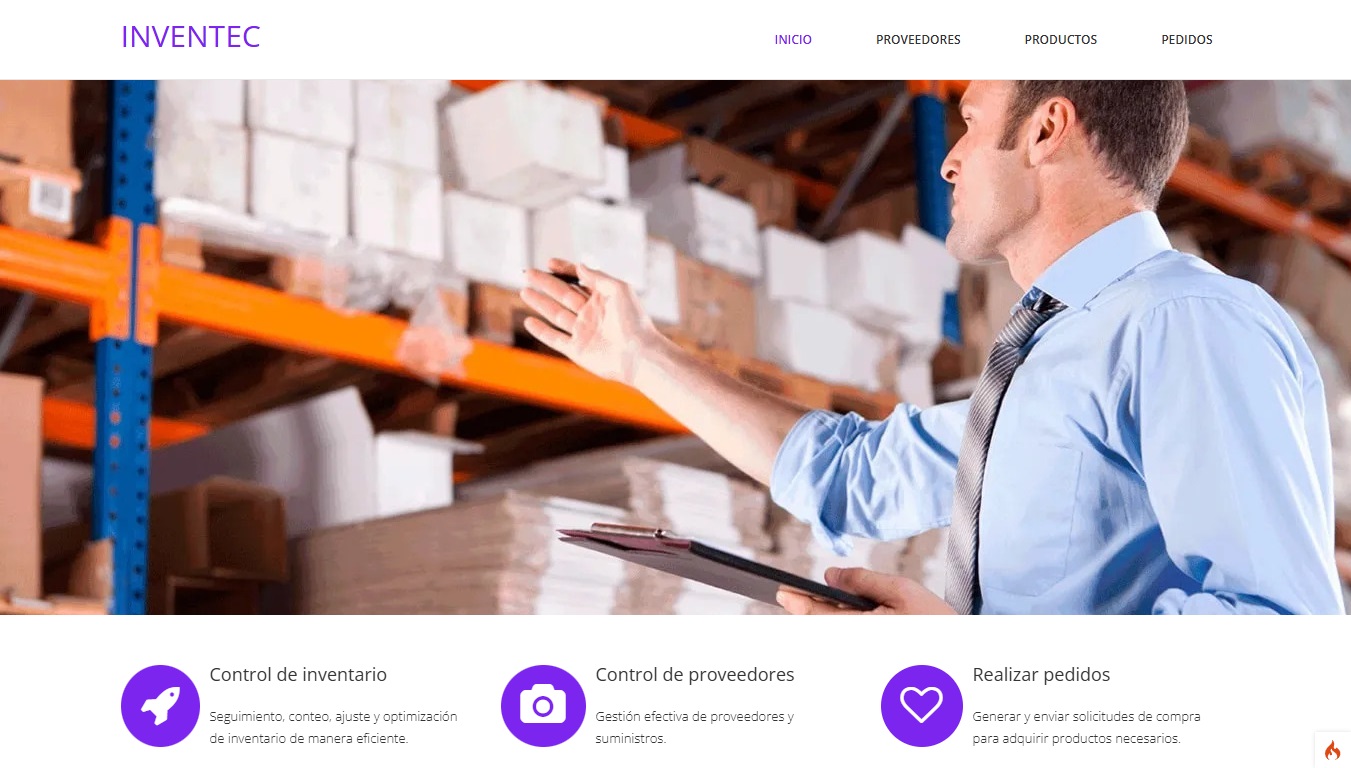 INVENTEC
INICIO PROVEEDORES PRODUCTOS PEDIDOS
Control de inventario
Seguimiento, conteo, ajuste y optimización
de inventario de manera eficiente.
Control de proveedores
Gestión efectiva de proveedores y
suministros.
Realizar pedidos
Generar y enviar solicitudes de compra
para adquirir productos necesarios.